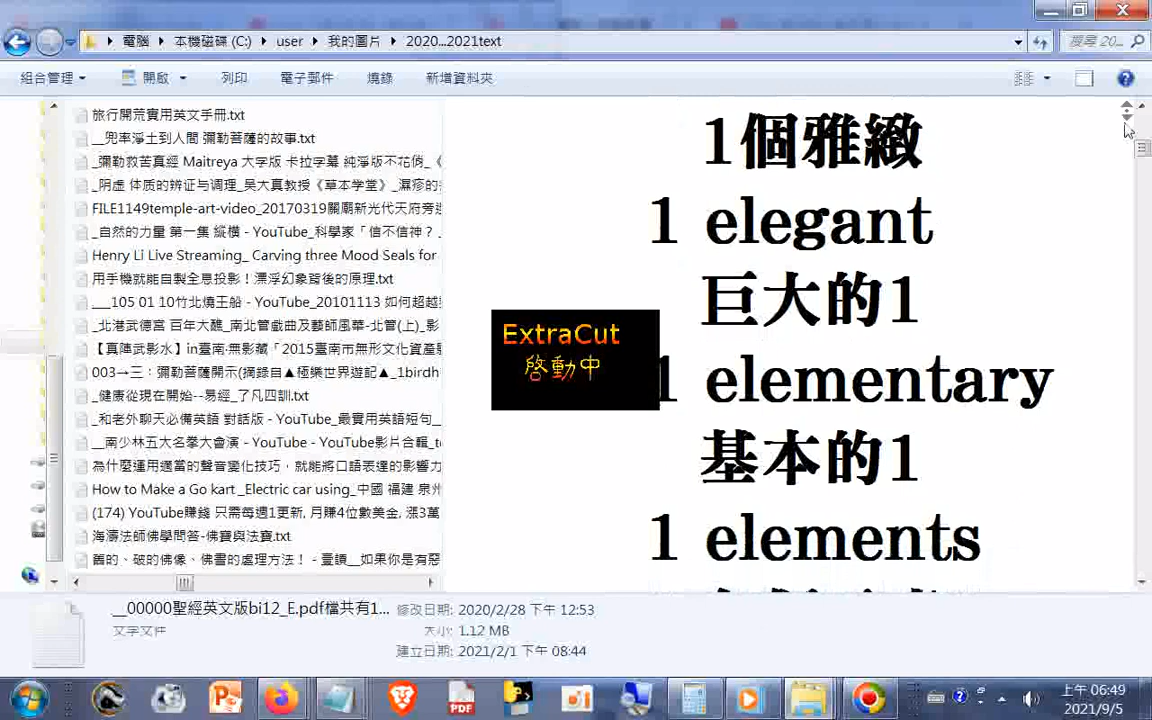 電腦 本機磁碟 (C:) user 我的圖片 2020...2021text
搜尋 20...
組合管理 開啟 列印 電子郵件 燒錄 新增資料夾
旅行開荒實用英文手冊.txt
__兜率淨土到人間 彌勒菩薩的故事.txt
_彌勒救苦真經 Maitreya 大字版 卡拉字幕 純淨版不花俏_《
_阴虚 体质的辨证与调理_吴大真教授《草本学堂》_濕疹的
FILE1149temple-art-video_20170319關廟新光代天府旁
_自然的力量 第一集 縱橫 - YouTube_科學家「信不信神？
Henry Li Live Streaming_ Carving three Mood Seals for
用手機就能自製全息投影！漂浮幻象背後的原理.txt
___105 01 10竹北燒王船 - YouTube_20101113 如何超越
_北港武德宮 百年大醮_南北管戲曲及藝師風華-北管(上)_影
【真陣武影水】in臺南·無影藏「2015臺南市無形文化資產
003→三：彌勒菩薩開示(摘錄自▲極樂世界遊記▲_1birdh
_健康從現在開始--易經_了凡四訓.txt
_和老外聊天必備英語 對話版 - YouTube_最實用英語短句_
__南少林五大名拳大會演 - YouTube - YouTube影片合輯_t
為什麼運用適當的聲音變化技巧，就能將口語表達的影響力
How to Make a Go kart _Electric car using_中國 福建 泉州
(174) YouTube賺錢 只需每週1更新, 月賺4位數美金, 漲3萬
海濤法師佛學問答-佛寶與法寶.txt
舊的、破的佛像、佛書的處理方法！ - 壹讀__如果你是有惡
1個雅緻
1 elegant
巨大的1
1 elementary
基本的1
1 elements
ExtraCut
啓動中
__00000聖經英文版bi12_E.pdf檔共有1... 修改日期: 2020/2/28 下午 12:53
文字文件 大小: 1.12 MB
建立日期: 2021/2/1 下午 08:44
上午 06:49
2021/9/5